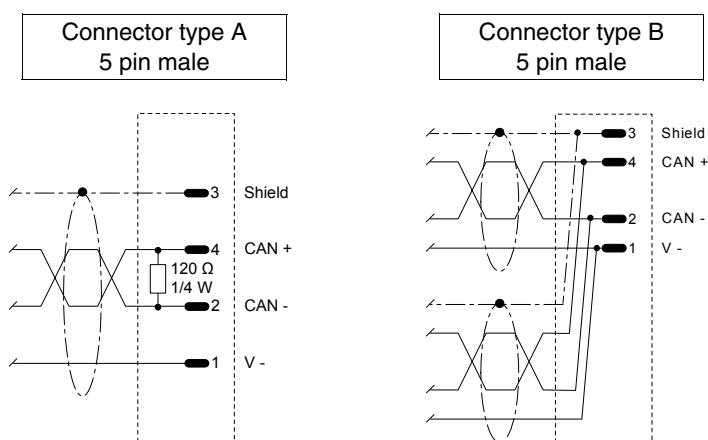 Connector type A
5 pin male
3 Shield
4 CAN +
120 Ω
1/4 W
2 CAN -
1 V -
Connector type B
5 pin male
3 Shield
4 CAN +
2 CAN -
1 V -